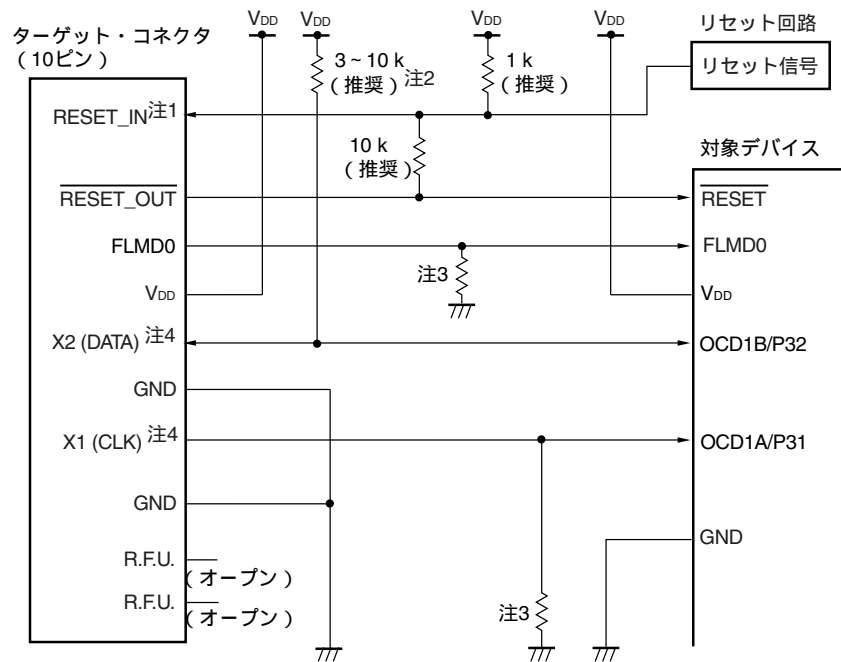 ターゲット・コネクタ
（10ピン）
VDD
VDD
VDD
VDD
リセット回路
リセット信号
3～10 k
（推奨）注2
1 k
（推奨）
RESET_IN注1
10 k
（推奨）
対象デバイス
RESET_OUT
RESET
FLMD0
FLMD0
注3
VDD
VDD
X2 (DATA) 注4
OCD1B/P32
GND
X1 (CLK) 注4
OCD1A/P31
GND
GND
R.F.U.
（オープン）
R.F.U.
（オープン）
注3